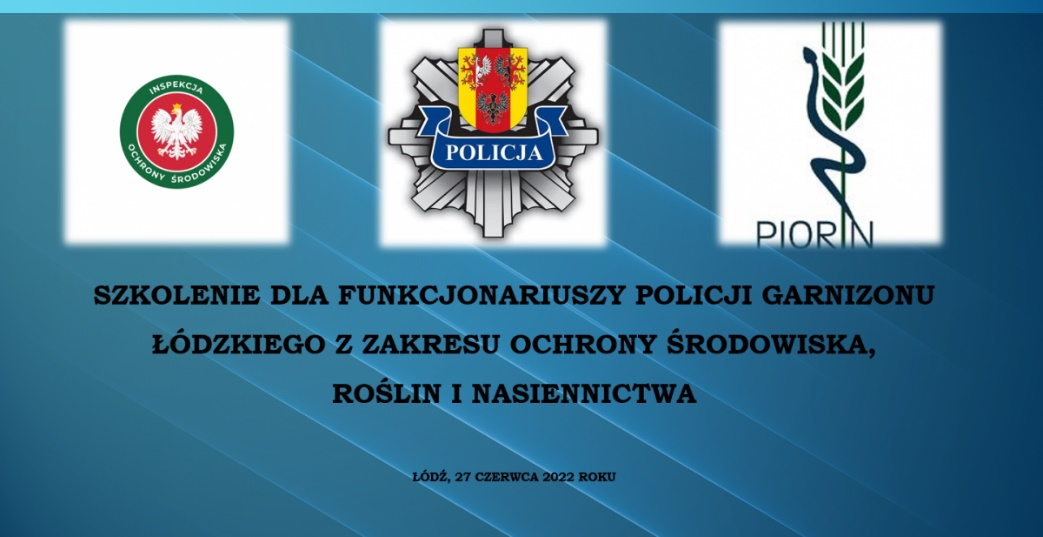 INSPEKCJA
OCHRONY ŚRODOWISKA
POLICJA
PIORIN
SZKOLENIE DLA FUNKCJONARIUSZY POLICJI GARNIZONU
ŁÓDZKIEGO Z ZAKRESU OCHRONY ŚRODOWISKA,
ROŚLIN I NASIENNICTWA
ŁÓDŹ, 27 CZERWCA 2022 ROKU